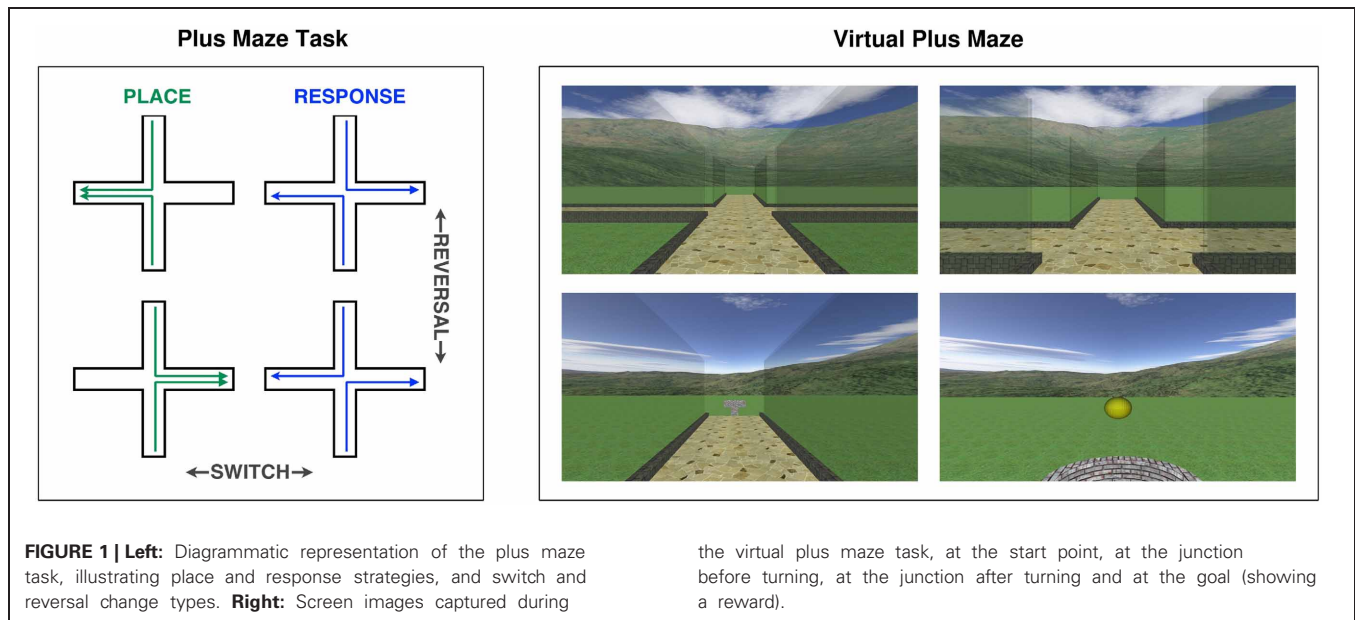 Plus Maze Task
Virtual Plus Maze
PLACE
RESPONSE
←REVERSAL→
←SWITCH→
FIGURE 1 | Left: Diagrammatic representation of the plus maze
task, illustrating place and response strategies, and switch and
reversal change types. Right: Screen images captured during
the virtual plus maze task, at the start point, at the junction
before turning, at the junction after turning and at the goal (showing
a reward).